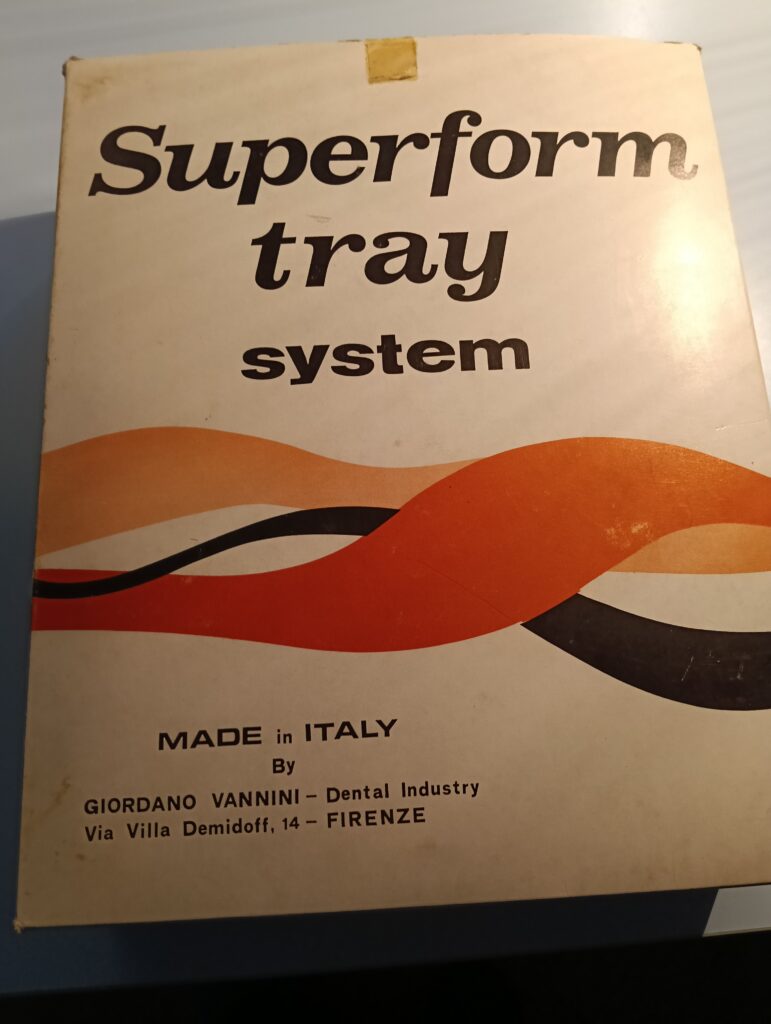 Superform
tray
system
MADE in ITALY
By
GIORDANO VANNINI – Dental Industry
Via Villa Demidoff, 14 – FIRENZE